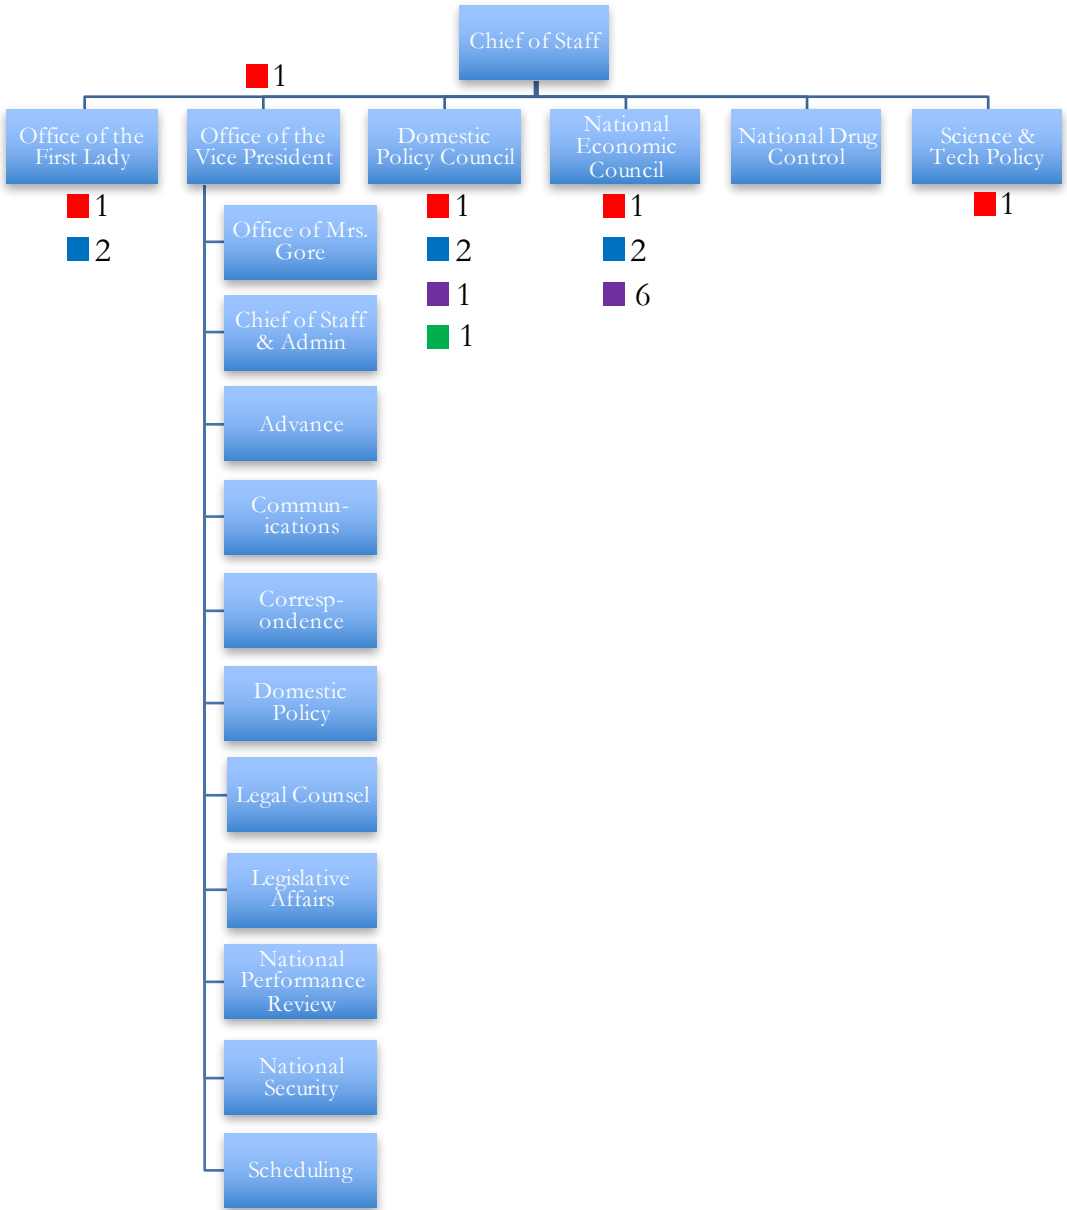 Chief of Staff
1
Office of the
First Lady
Office of the
Vice President
Domestic
Policy Council
National
Economic
Council
National Drug
Control
Science &
Tech Policy
1
2
1
2
1
1
1
2
6
1
Office of Mrs.
Gore
Chief of Staff
& Admin
Advance
Commun-
ications
Corresp-
ondence
Domestic
Policy
Legal Counsel
Legislative
Affairs
National
Performance
Review
National
Security
Scheduling